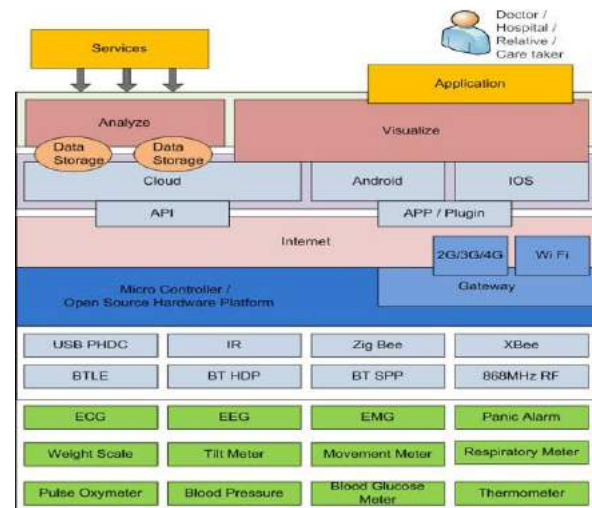 Doctor /
Hospital /
Relative /
Care taker
Services
Application
Analyze
Visualize
Data
Storage
Data
Storage
Cloud
Android
IOS
API
APP / Plugin
Internet
2G/3G/4G
Wi Fi
Micro Controller /
Open Source Hardware Platform
Gateway
USB PHDC
IR
Zig Bee
XBee
BTLE
BT HDP
BT SPP
868MHz RF
ECG
EEG
EMG
Panic Alarm
Weight Scale
Tilt Meter
Movement Meter
Respiratory Meter
Pulse Oxymeter
Blood Pressure
Blood Glucose
Meter
Thermometer